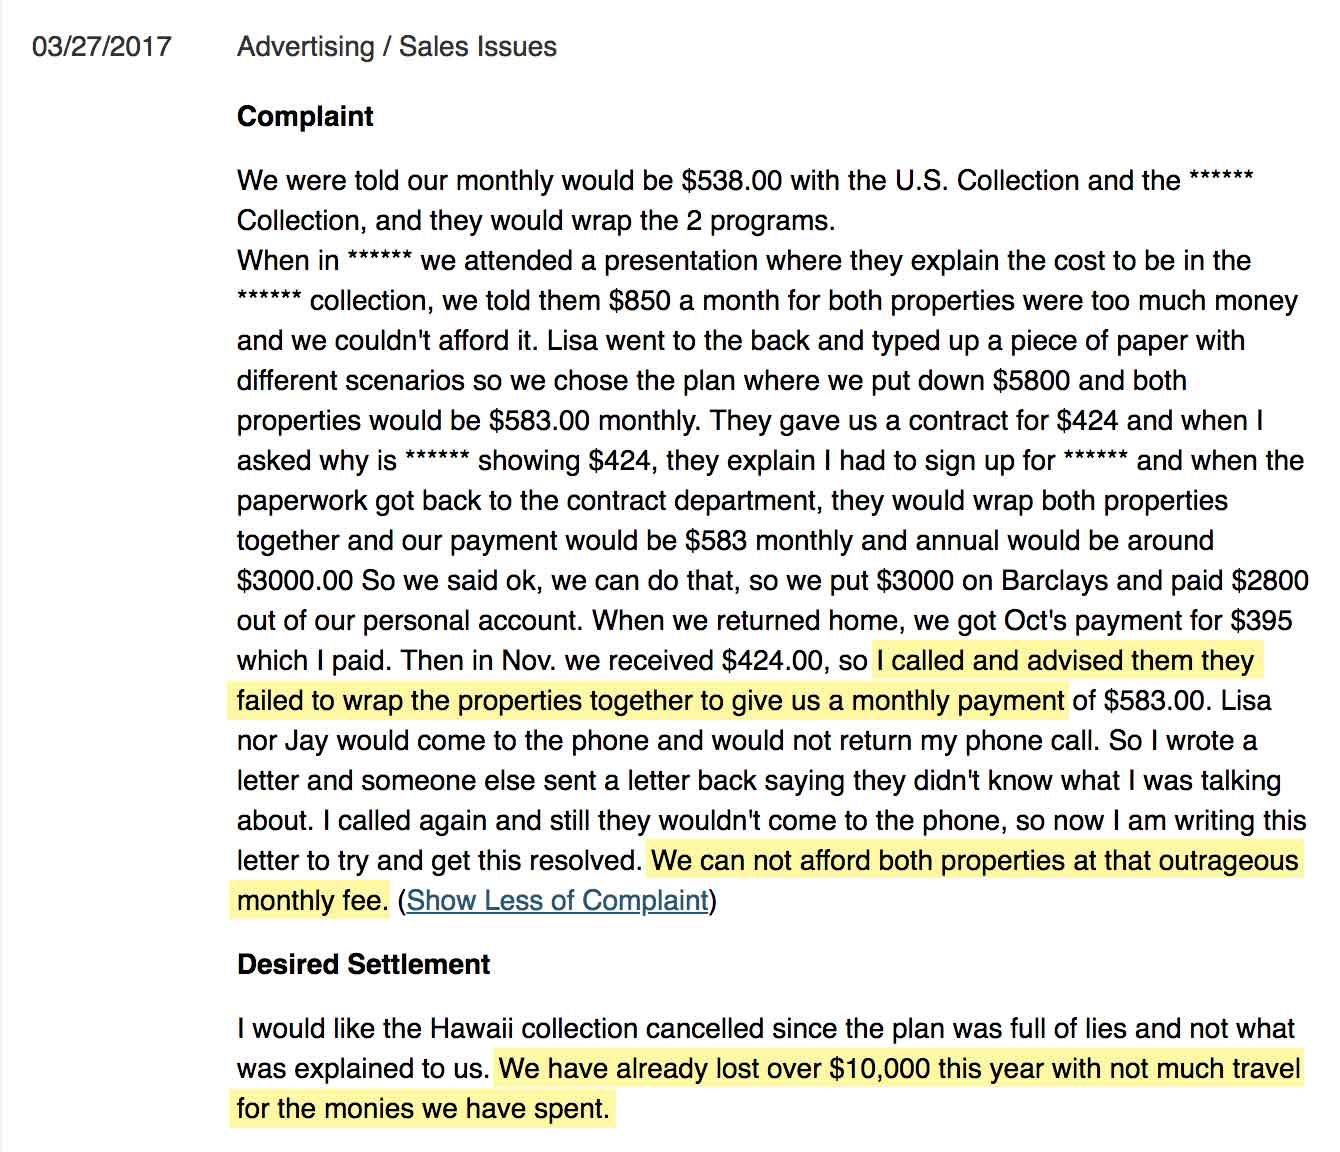 03/27/2017 Advertising / Sales Issues
Complaint
We were told our monthly would be $538.00 with the U.S. Collection and the ******
Collection, and they would wrap the 2 programs.
When in ****** we attended a presentation where they explain the cost to be in the
****** collection, we told them $850 a month for both properties were too much money
and we couldn't afford it. Lisa went to the back and typed up a piece of paper with
different scenarios so we chose the plan where we put down $5800 and both
properties would be $583.00 monthly. They gave us a contract for $424 and when I
asked why is ****** showing $424, they explain I had to sign up for ****** and when the
paperwork got back to the contract department, they would wrap both properties
together and our payment would be $583 monthly and annual would be around
$3000.00 So we said ok, we can do that, so we put $3000 on Barclays and paid $2800
out of our personal account. When we returned home, we got Oct's payment for $395
which I paid. Then in Nov. we received $424.00, so I called and advised them they
failed to wrap the properties together to give us a monthly payment of $583.00. Lisa
nor Jay would come to the phone and would not return my phone call. So I wrote a
letter and someone else sent a letter back saying they didn't know what I was talking
about. I called again and still they wouldn't come to the phone, so now I am writing this
letter to try and get this resolved. We can not afford both properties at that outrageous
monthly fee. (Show Less of Complaint)
Desired Settlement
I would like the Hawaii collection cancelled since the plan was full of lies and not what
was explained to us. We have already lost over $10,000 this year with not much travel
for the monies we have spent.